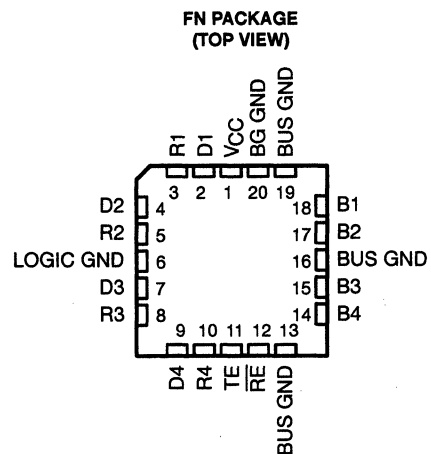 FN PACKAGE
(TOP VIEW)
R1
D1
VCC
BG GND
BUS GND
3 2 1 20 19
D2 4
R2 5
LOGIC GND 6
D3 7
R3 8
18 B1
17 B2
16 BUS GND
15 B3
14 B4
9 10 11 12 13
D4
R4
TE
R̅E̅
BUS GND